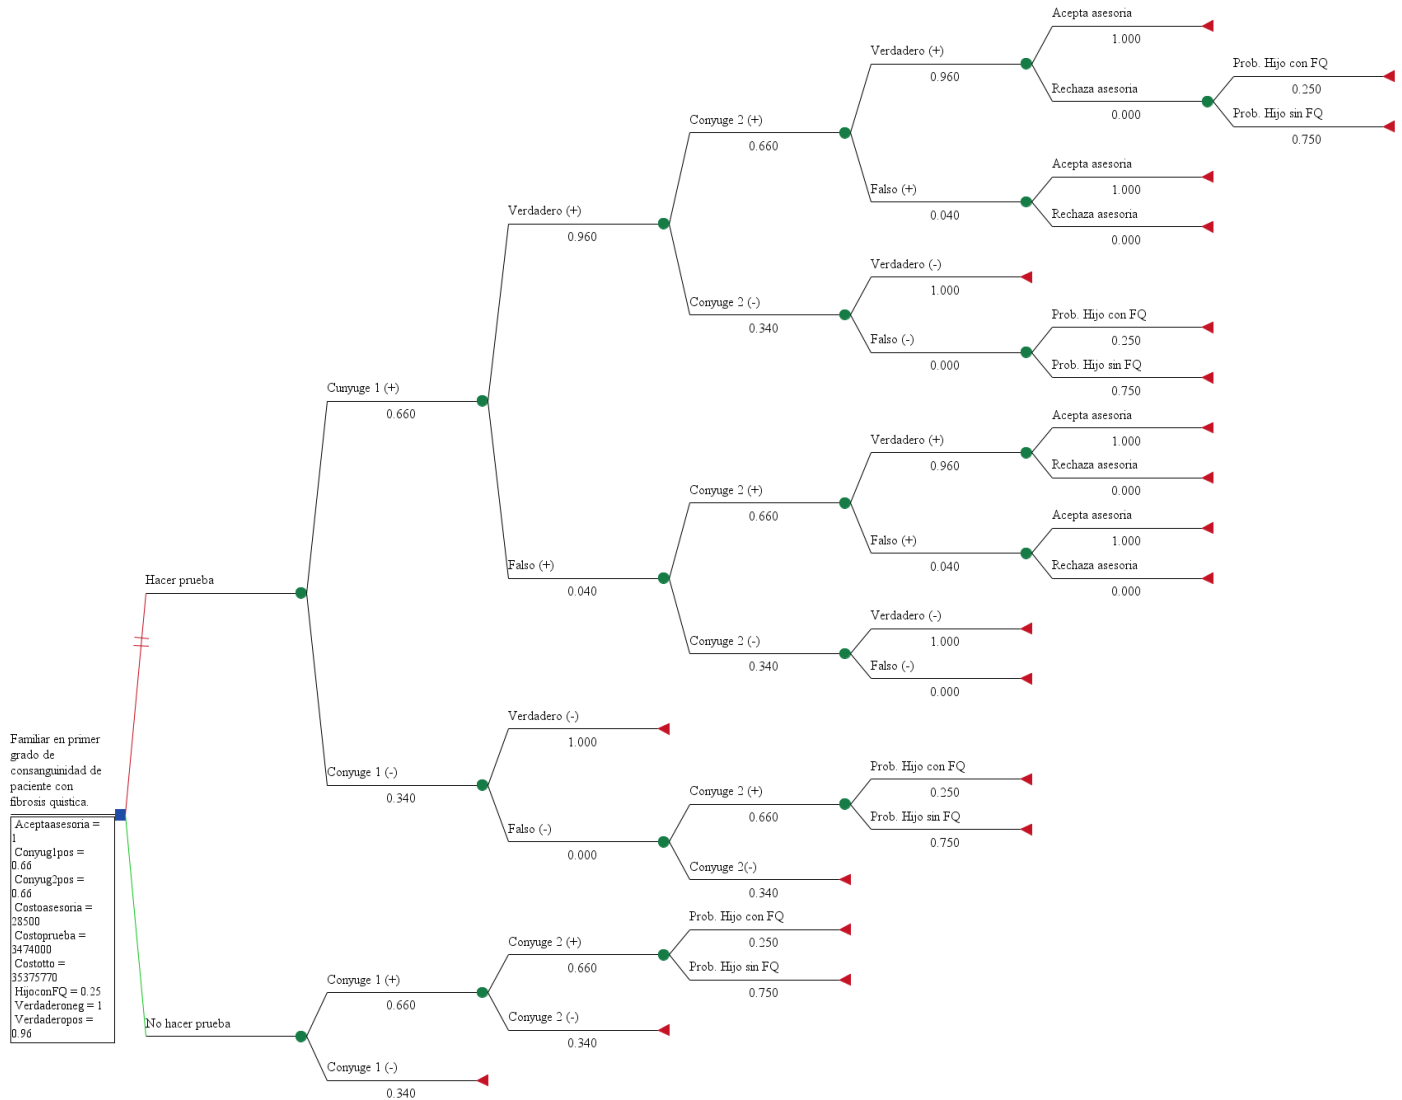 Acepta asesoria
1.000
Verdadero (+)
0.960
Prob. Hijo con FQ
0.250
Rechaza asesoria
0.000
Prob. Hijo sin FQ
0.750
Conyuge 2 (+)
0.660
Acepta asesoria
1.000
Falso (+)
0.040
Rechaza asesoria
0.000
Verdadero (+)
0.960
Verdadero (-)
1.000
Conyuge 2 (-)
0.340
Prob. Hijo con FQ
0.250
Falso (-)
0.000
Prob. Hijo sin FQ
0.750
Cunyuge 1 (+)
0.660
Acepta asesoria
1.000
Verdadero (+)
0.960
Rechaza asesoria
0.000
Conyuge 2 (+)
0.660
Acepta asesoria
1.000
Falso (+)
0.040
Rechaza asesoria
0.000
Falso (+)
0.040
Hacer prueba
Verdadero (-)
1.000
Conyuge 2 (-)
0.340
Falso (-)
0.000
Verdadero (-)
1.000
Conyuge 1 (-)
0.340
Prob. Hijo con FQ
0.250
Conyuge 2 (+)
0.660
Prob. Hijo sin FQ
0.750
Falso (-)
0.000
Conyuge 2(-)
0.340
Familiar en primer
grado de
consanguinidad de
paciente con
fibrosis quistica.
Aceptaasesoria =
1
Conyug1pos =
0.66
Conyug2pos =
0.66
Costoasesoria =
28500
Costoprueba =
3474000
Costotto =
35375770
HijoconFQ = 0.25
Verdaderoneg = 1
Verdaderopos =
0.96
Prob. Hijo con FQ
0.250
Conyuge 2 (+)
0.660
Prob. Hijo sin FQ
0.750
Conyuge 1 (+)
0.660
Conyuge 2 (-)
0.340
No hacer prueba
Conyuge 1 (-)
0.340